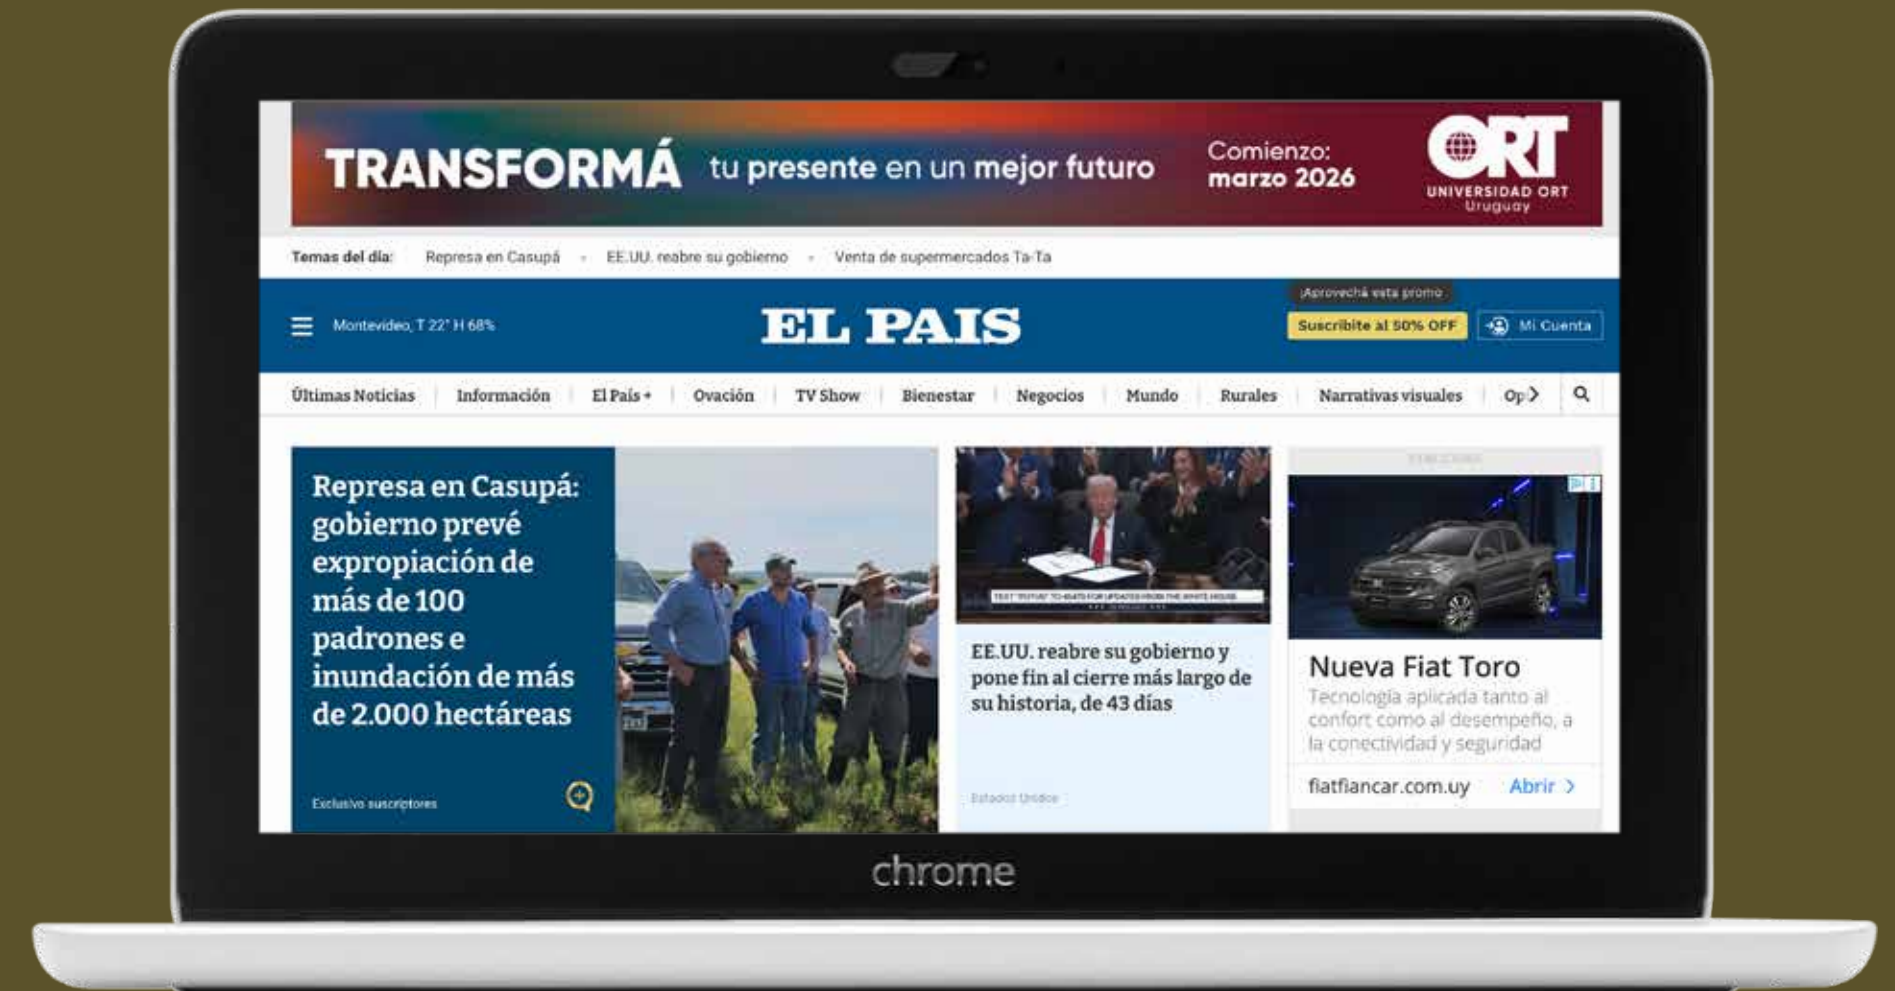 TRANSFORMÁ tu presente en un mejor futuro
Comienzo:
marzo 2026
ORT
UNIVERSIDAD ORT
Uruguay
Temas del día: Represa en Casupá EE.UU. reabre su gobierno Venta de supermercados Ta-Ta
¡Aprovechá esta promo
Montevideo, T 22° H 68%
EL PAIS
Suscribite al 50% OFF
Mi Cuenta
Últimas Noticias Información El País + Ovación TV Show Bienestar Negocios Mundo Rurales Narrativas visuales Op
Represa en Casupá:
gobierno prevé
expropiación de
más de 100
padrones e
inundación de más
de 2.000 hectáreas
Exclusivo suscriptores
EE.UU. reabre su gobierno y
pone fin al cierre más largo de
su historia, de 43 días
Estados Unidos
PUBLICIDAD
Nueva Fiat Toro
Tecnología aplicada tanto al
confort como al desempeño, a
la conectividad y seguridad
fiatfiancar.com.uy Abrir
chrome